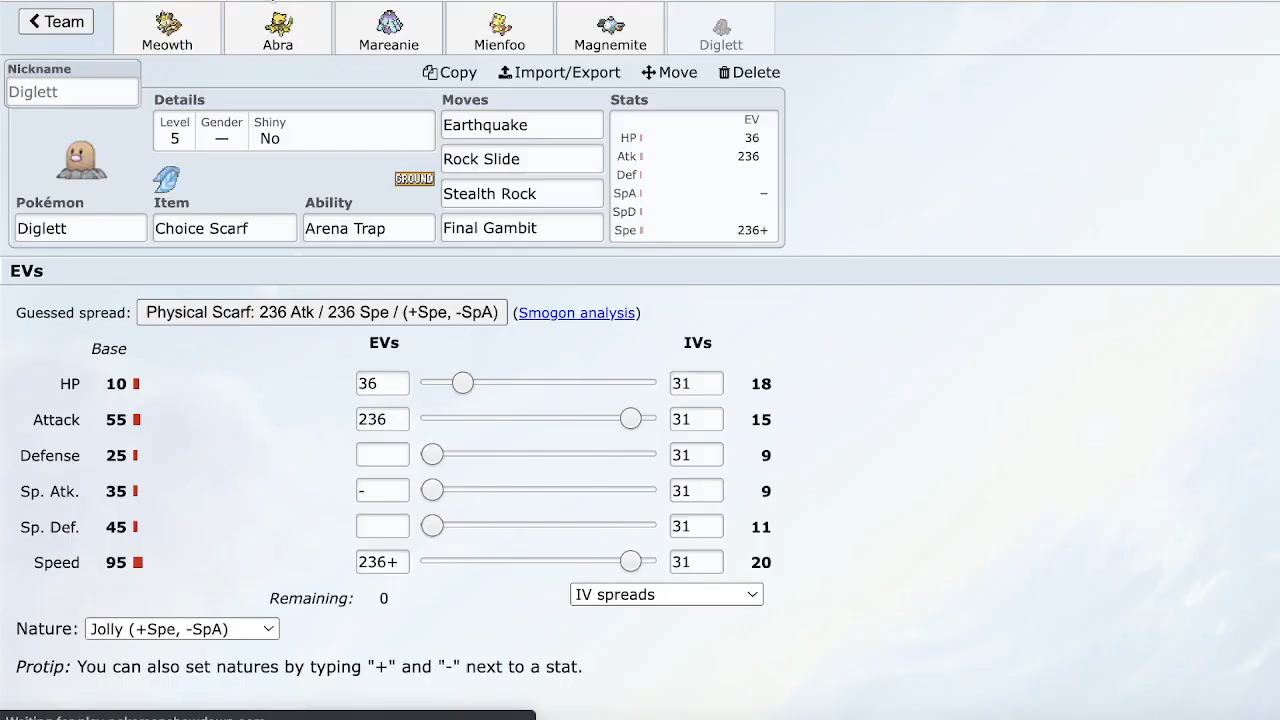 Team
Meowth
Abra
Mareanie
Mienfoo
Magnemite
Diglett
Nickname
Diglett
Copy
Import/Export
Move
Delete
Details
Level
5
Gender
—
Shiny
No
GROUND
Pokémon
Diglett
Item
Choice Scarf
Ability
Arena Trap
Moves
Earthquake
Rock Slide
Stealth Rock
Final Gambit
Stats
EV
HP 36
Atk 236
Def
SpA –
SpD
Spe 236+
EVs
Guessed spread: Physical Scarf: 236 Atk / 236 Spe / (+Spe, -SpA) (Smogon analysis)
Base EVs IVs
HP 10 36 31 18
Attack 55 236 31 15
Defense 25 31 9
Sp. Atk. 35 - 31 9
Sp. Def. 45 31 11
Speed 95 236+ 31 20
Remaining: 0 IV spreads
Nature: Jolly (+Spe, -SpA)
Protip: You can also set natures by typing "+" and "-" next to a stat.